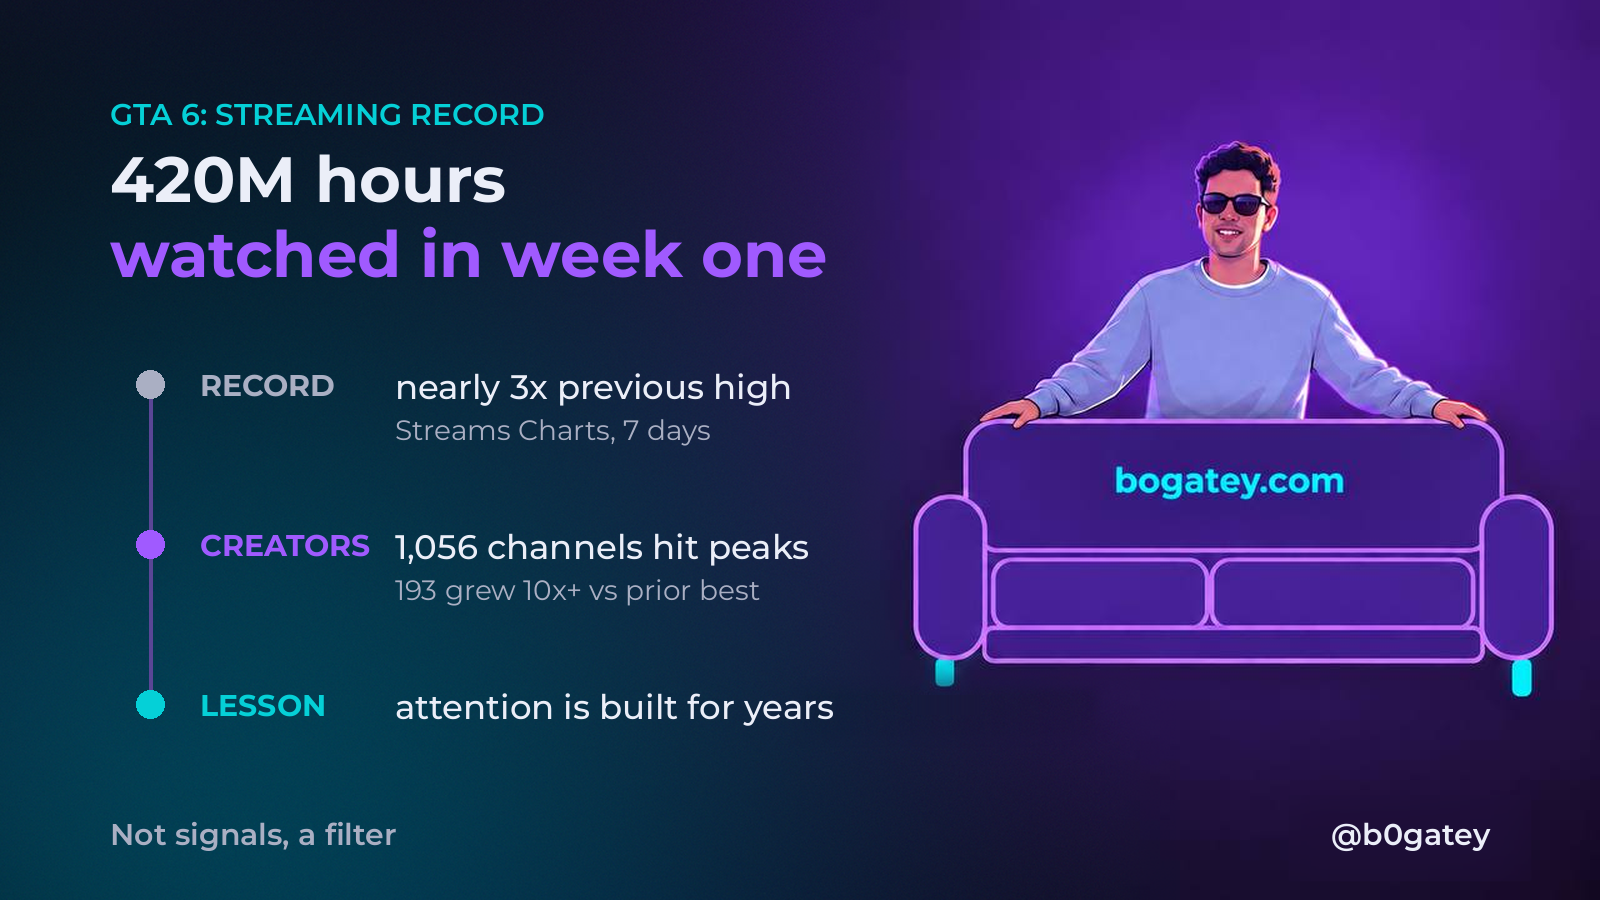 GTA 6: STREAMING RECORD
420M hours
watched in week one
RECORD
nearly 3x previous high
Streams Charts, 7 days
CREATORS
1,056 channels hit peaks
193 grew 10x+ vs prior best
LESSON
attention is built for years
bogatey.com
Not signals, a filter
@b0gatey